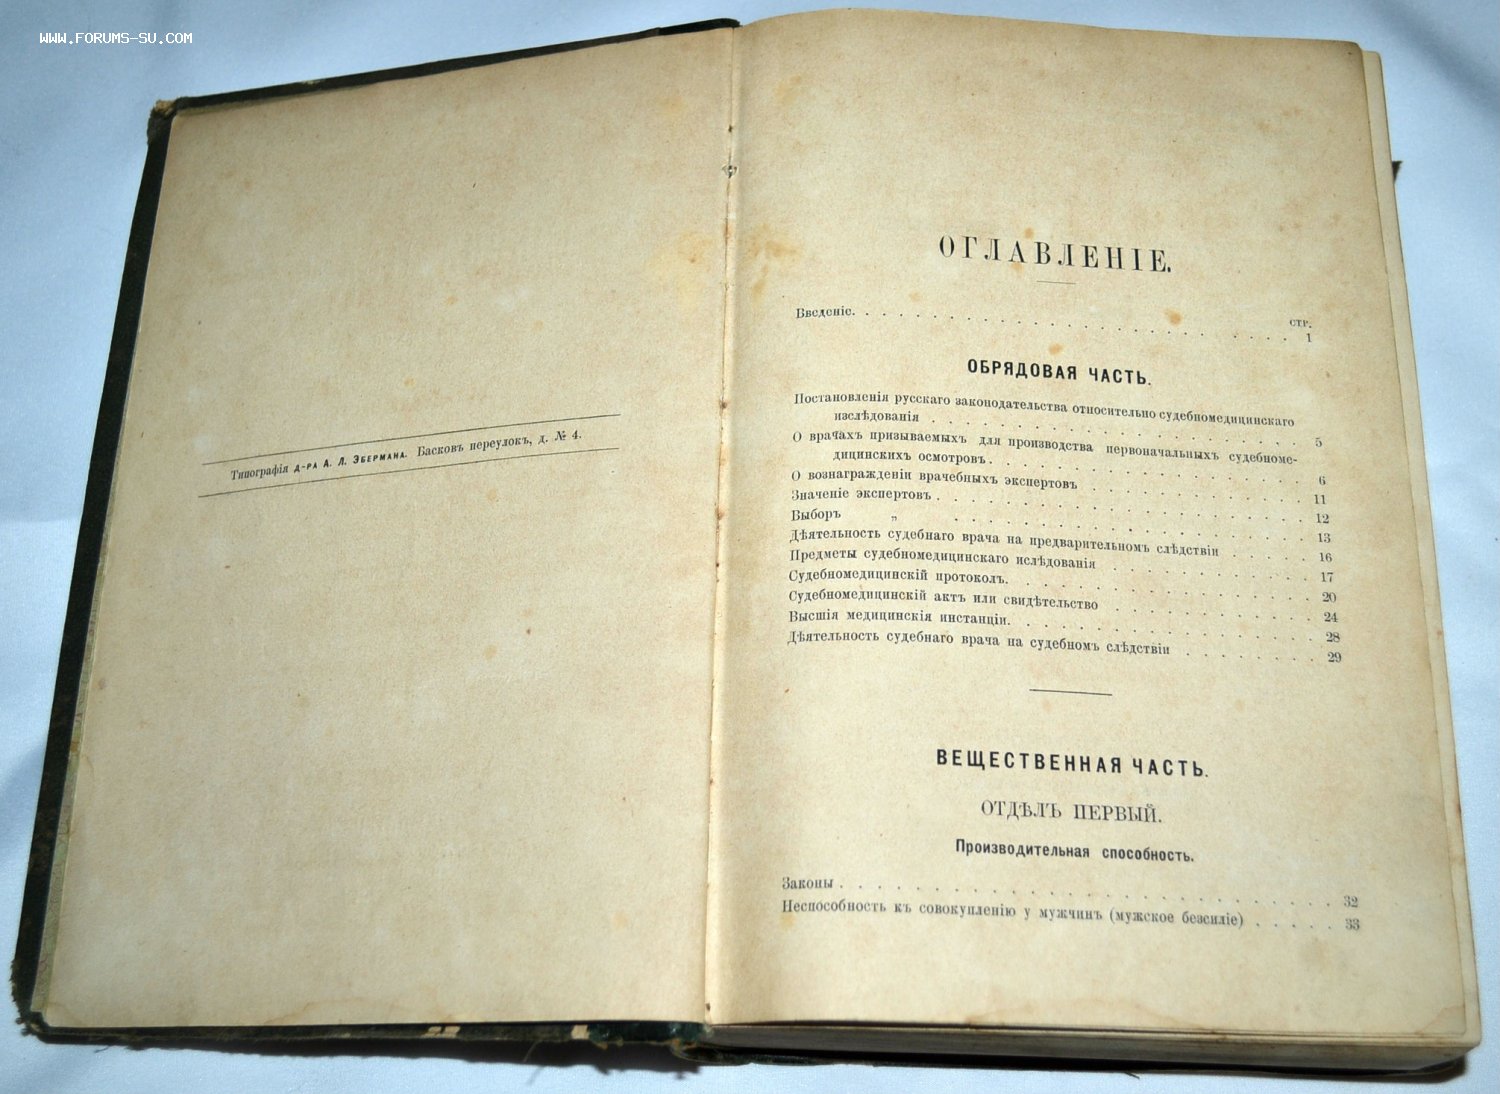 WWW.FORUMS-SU.COM
Типографія д-ра А. Л. Эбермана. Басковъ переулокъ, д. № 4.
ОГЛАВЛЕНІЕ.
стр.
Введеніе. . . . . . . . . . . . . . . . . . . . . . . . . . . . 1
ОБРЯДОВАЯ ЧАСТЬ.
Постановленія русскаго законодательства относительно судебномедицинскаго
изслѣдованія . . . . . . . . . . . . . . . . . . . . 5
О врачахъ призываемыхъ для производства первоначальныхъ судебноме-
дицинскихъ осмотровъ. . . . . . . . . . . . . . . . . . 6
О вознагражденіи врачебныхъ экспертовъ . . . . . . . . . . . . 11
Значеніе экспертовъ . . . . . . . . . . . . . . . . . . . . 12
Выборъ „ . . . . . . . . . . . . . . . . . . . . 13
Дѣятельность судебнаго врача на предварительномъ слѣдствіи . . . . . 16
Предметы судебномедицинскаго ислѣдованія . . . . . . . . . . . 17
Судебномедицинскій протоколъ. . . . . . . . . . . . . . . . . 20
Судебномедицинскій актъ или свидѣтельство . . . . . . . . . . . 24
Высшія медицинскія инстанціи. . . . . . . . . . . . . . . . . 28
Дѣятельность судебнаго врача на судебномъ слѣдствіи . . . . . . . . 29
ВЕЩЕСТВЕННАЯ ЧАСТЬ.
ОТДѢЛЪ ПЕРВЫЙ.
Производительная способность.
Законы . . . . . . . . . . . . . . . . . . . . . . . . . . 32
Неспособность къ совокупленію у мужчинъ (мужское безсиліе) . . . . . 33